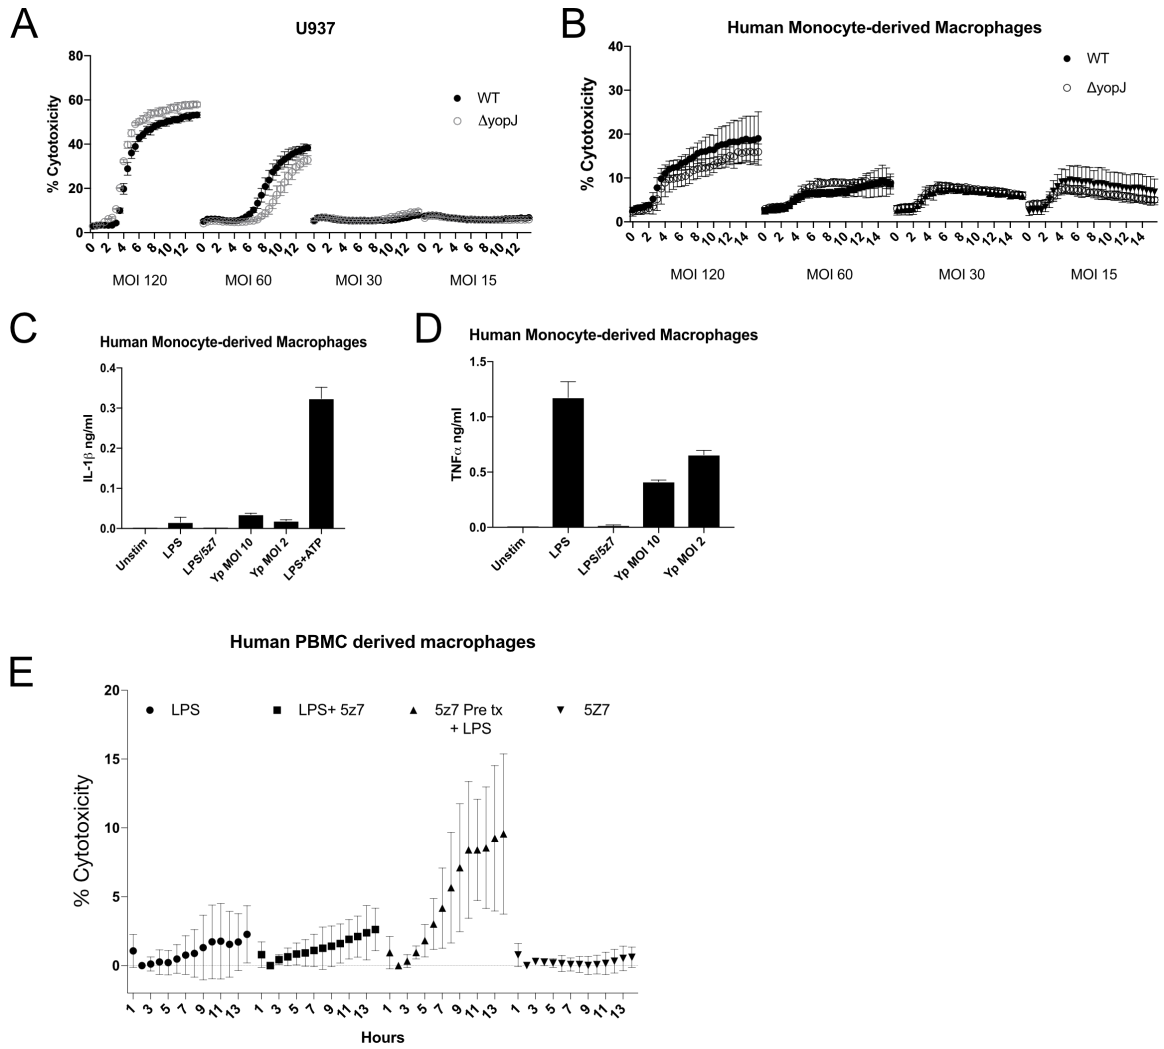 A
U937
% Cytotoxicity
80
60
40
20
0
WT
ΔyopJ
0 2 4 6 8 10 12 0 2 4 6 8 10 12 0 2 4 6 8 10 12 0 2 4 6 8 10 12
MOI 120 MOI 60 MOI 30 MOI 15
B
Human Monocyte-derived Macrophages
% Cytotoxicity
40
30
20
10
0
WT
ΔyopJ
0 2 4 6 8 10 12 14 0 2 4 6 8 10 12 14 0 2 4 6 8 10 12 14 0 2 4 6 8 10 12 14
MOI 120 MOI 60 MOI 30 MOI 15
C
Human Monocyte-derived Macrophages
IL-1β ng/ml
0.4
0.3
0.2
0.1
0.0
Unstim LPS LPS/5z7 Yp MOI 10 Yp MOI 2 LPS+ATP
D
Human Monocyte-derived Macrophages
TNFα ng/ml
1.5
1.0
0.5
0.0
Unstim LPS LPS/5z7 Yp MOI 10 Yp MOI 2
E
Human PBMC derived macrophages
% Cytotoxicity
20
15
10
5
0
LPS LPS+ 5z7 5z7 Pre tx 5Z7
+ LPS
1 3 5 7 9 11 13 1 3 5 7 9 11 13 1 3 5 7 9 11 13 1 3 5 7 9 11 13
Hours